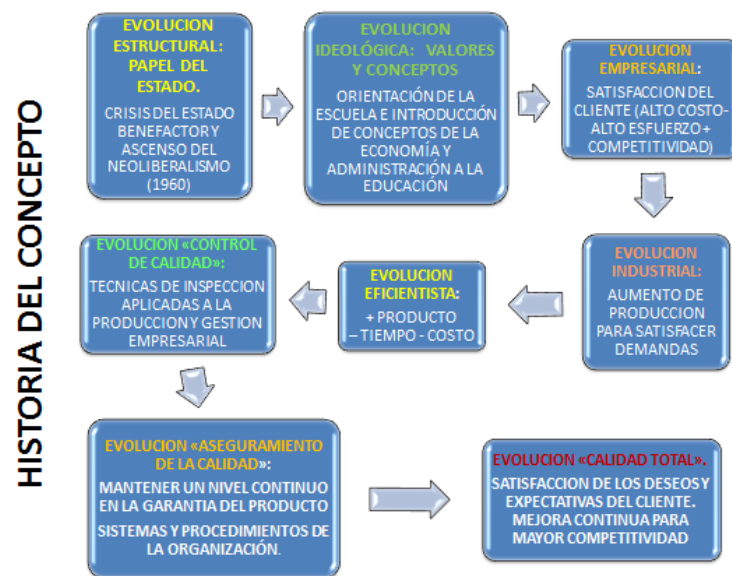 HISTORIA DEL CONCEPTO
EVOLUCION
ESTRUCTURAL:
PAPEL DEL
ESTADO.
CRISIS DEL ESTADO
BENEFACTOR Y
ASCENSO DEL
NEOLIBERALISMO
(1960)
EVOLUCION
IDEOLÓGICA: VALORES
Y CONCEPTOS
ORIENTACIÓN DE LA
ESCUELA E INTRODUCCIÓN
DE CONCEPTOS DE LA
ECONOMÍA Y
ADMINISTRACIÓN A LA
EDUCACIÓN
EVOLUCION
EMPRESARIAL:
SATISFACCION DEL
CLIENTE (ALTO COSTO-
ALTO ESFUERZO +
COMPETITIVIDAD)
EVOLUCION
INDUSTRIAL:
AUMENTO DE
PRODUCCION
PARA SATISFACER
DEMANDAS
EVOLUCION
EFICIENTISTA:
+ PRODUCTO
– TIEMPO - COSTO
EVOLUCION «CONTROL
DE CALIDAD»:
TECNICAS DE INSPECCION
APLICADAS A LA
PRODUCCION Y GESTION
EMPRESARIAL
EVOLUCION «ASEGURAMIENTO
DE LA CALIDAD»:
MANTENER UN NIVEL CONTINUO
EN LA GARANTIA DEL PRODUCTO
SISTEMAS Y PROCEDIMIENTOS DE
LA ORGANIZACIÓN.
EVOLUCION «CALIDAD TOTAL».
SATISFACCION DE LOS DESEOS Y
EXPECTATIVAS DEL CLIENTE.
MEJORA CONTINUA PARA
MAYOR COMPETITIVIDAD